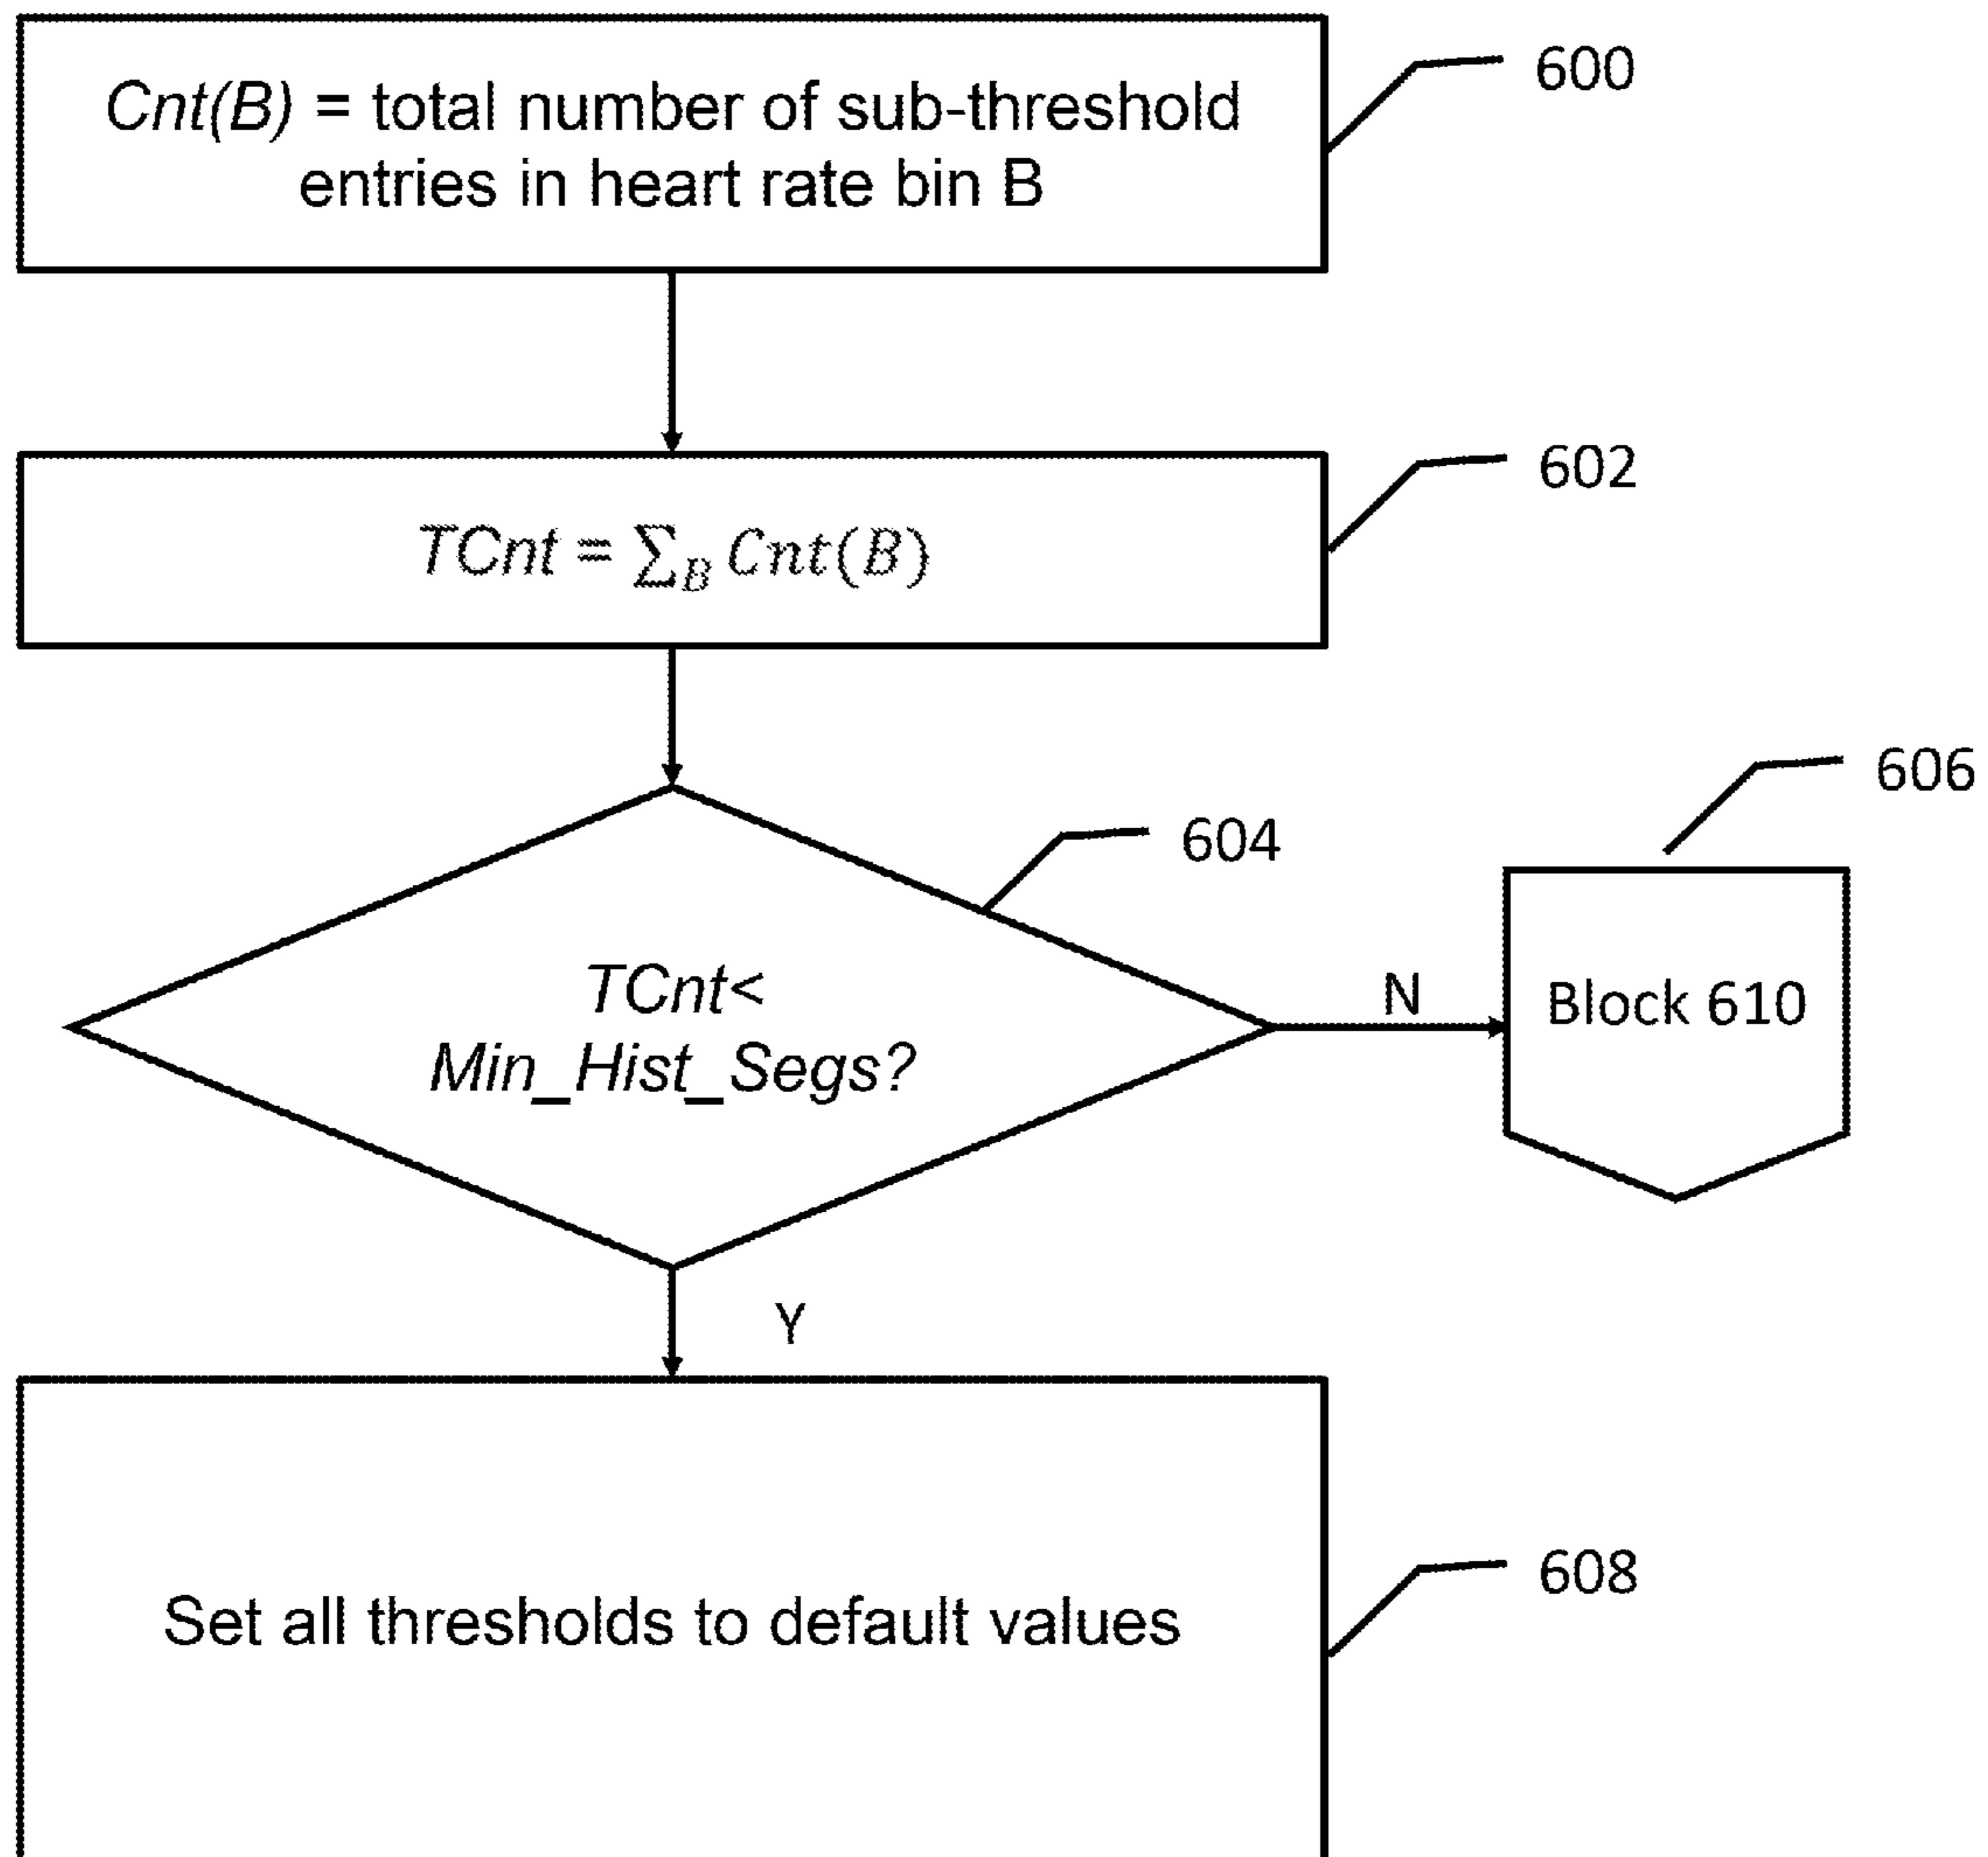 Cnt(B) = total number of sub-threshold
entries in heart rate bin B
600
TCnt = ∑_B Cnt(B)
602
604
606
TCnt<
Min_Hist_Segs?
N
Block 610
Y
Set all thresholds to default values
608